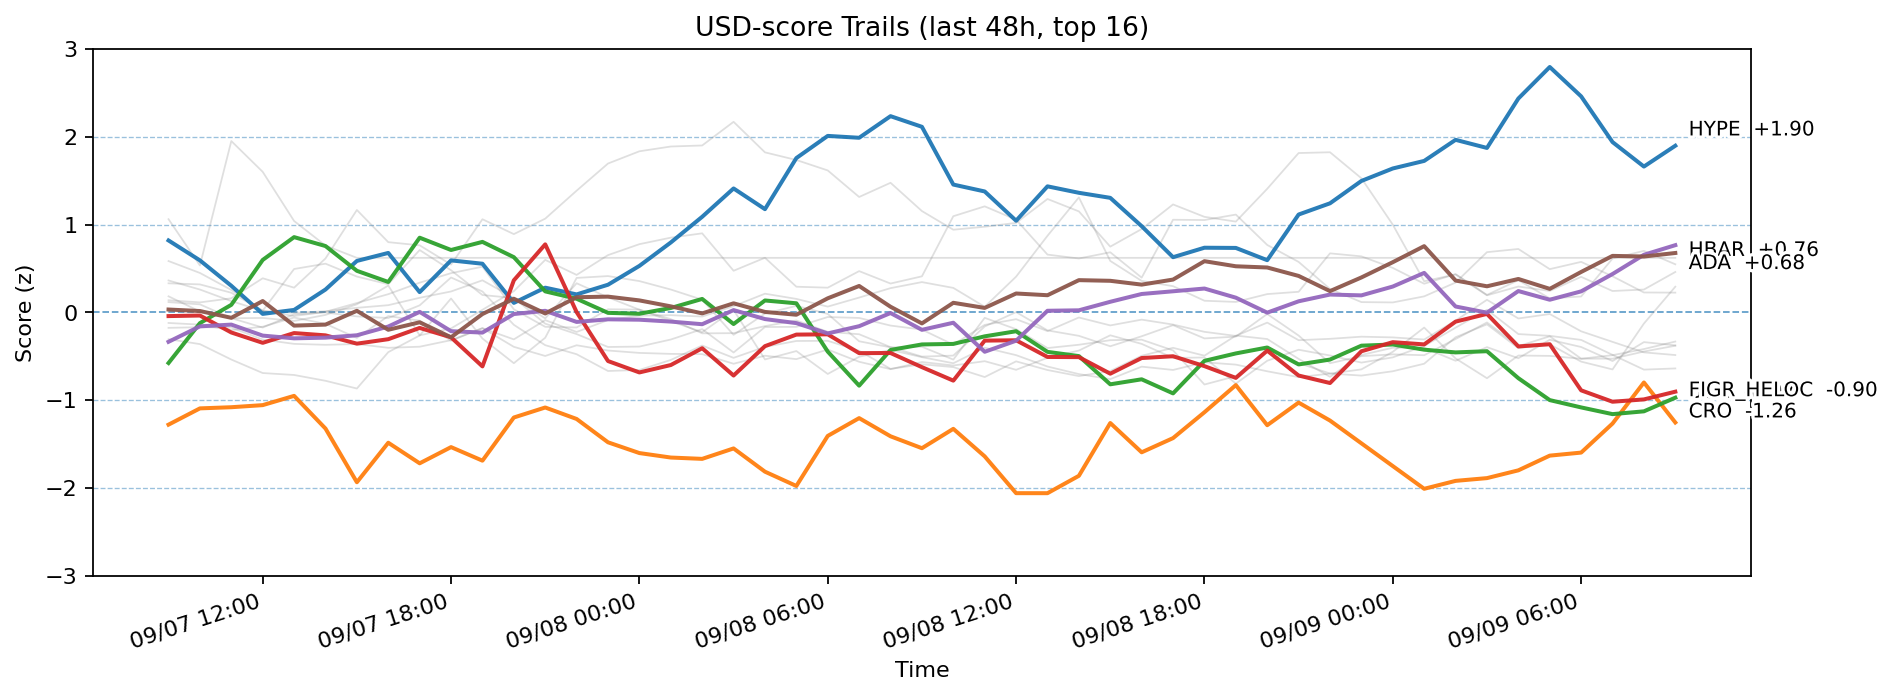 USD-score Trails (last 48h, top 16)
Score (z)
3
2
1
0
−1
−2
−3
HYPE +1.90
HBAR +0.76
ADA +0.68
FIGR_HELOC -0.90
CRO -1.26
09/07 12:00
09/07 18:00
09/08 00:00
09/08 06:00
09/08 12:00
09/08 18:00
09/09 00:00
09/09 06:00
Time